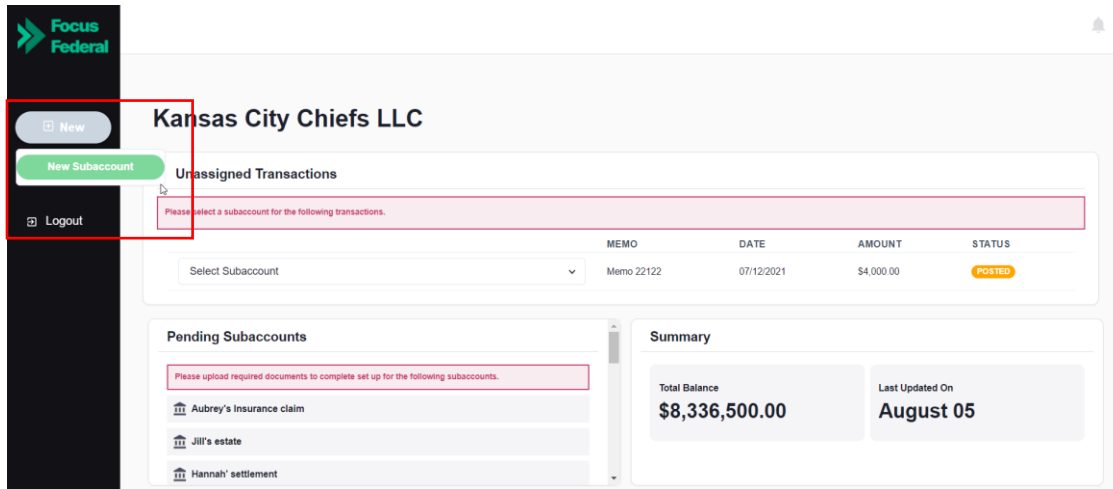 Focus
Federal
New
New Subaccount
Logout
Kansas City Chiefs LLC
Unassigned Transactions
Please select a subaccount for the following transactions.
MEMO DATE AMOUNT STATUS
Select Subaccount Memo 22122 07/12/2021 $4,000.00 POSTED
Pending Subaccounts
Please upload required documents to complete set up for the following subaccounts.
Aubrey's Insurance claim
Jill's estate
Hannah' settlement
Summary
Total Balance
$8,336,500.00
Last Updated On
August 05